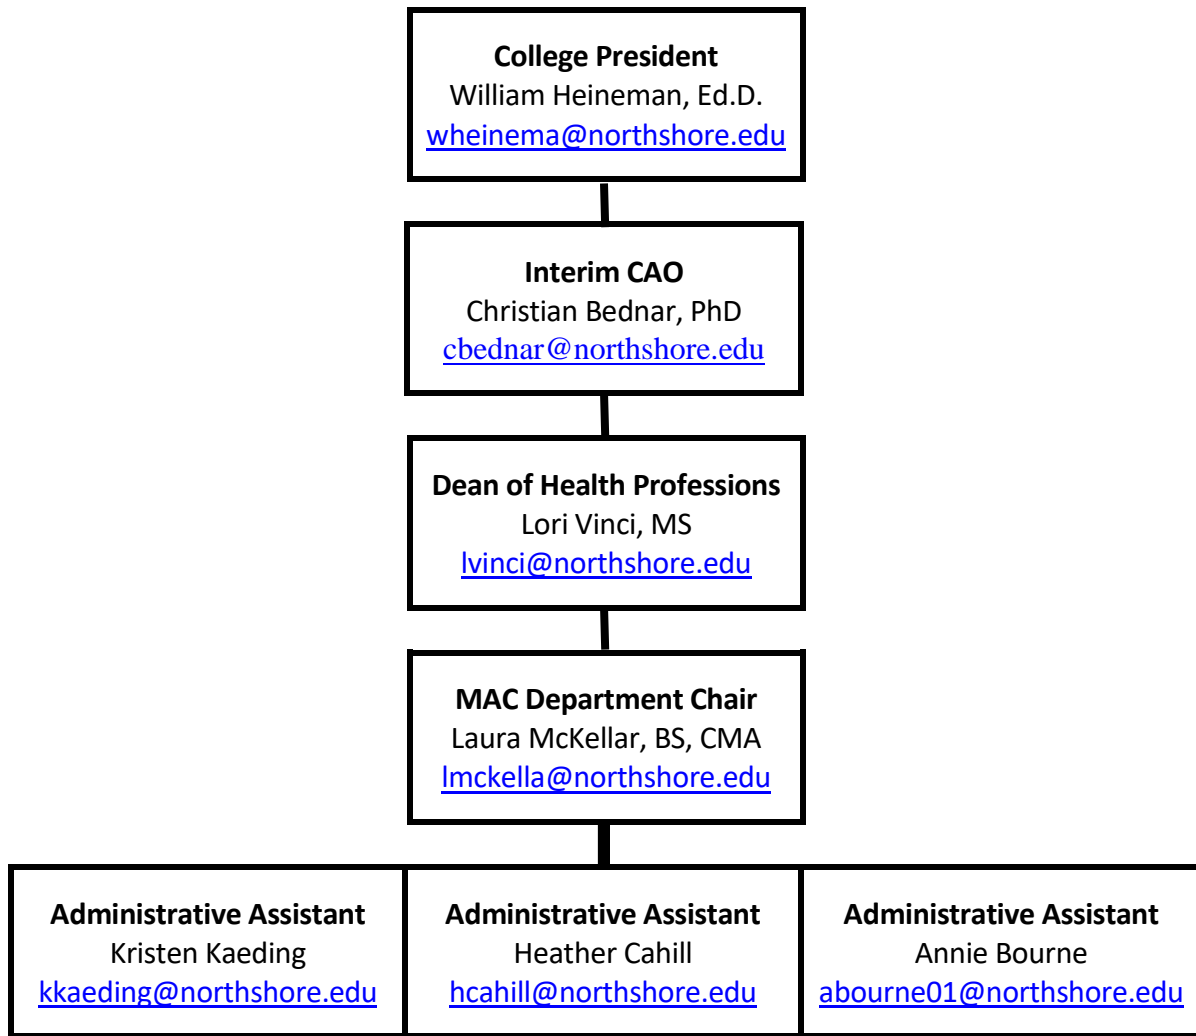 College President
William Heineman, Ed.D.
wheinema@northshore.edu
Interim CAO
Christian Bednar, PhD
cbednar@northshore.edu
Dean of Health Professions
Lori Vinci, MS
lvinci@northshore.edu
MAC Department Chair
Laura McKellar, BS, CMA
lmckella@northshore.edu
Administrative Assistant
Kristen Kaeding
kkaeding@northshore.edu
Administrative Assistant
Heather Cahill
hcahill@northshore.edu
Administrative Assistant
Annie Bourne
abourne01@northshore.edu